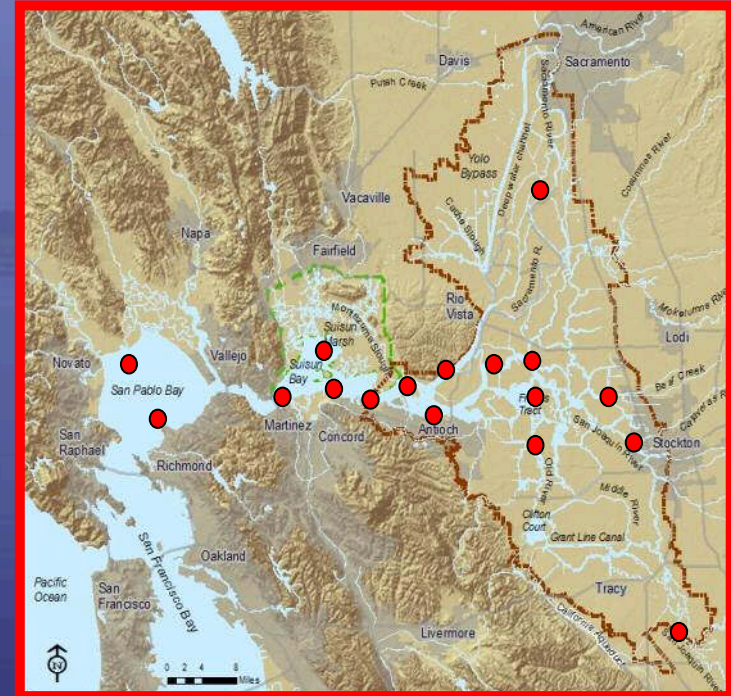 American River
Davis
Sacramento
Putah Creek
Sacramento River
Deep water channel
Yolo
Bypass
Cosumnes River
Vacaville
Cache Slough
Napa
Fairfield
Sacramento R.
Montezuma Slough
Rio
Vista
Mokelumne Riv
Suisun
Marsh
Lodi
Novato
Vallejo
Suisun
Bay
San Pablo Bay
Bear Creek
Tract
Calaveras R
Martinez
Antioch
Concord
San
Raphael
San Joaquin River
Stockton
Richmond
Old River
Middle
River
Clifton
Court
Grant Line Canal
San Francisco Bay
Oakland
Pacific
Ocean
San
Francisco
Tracy
California Aqueduct
Livermore
San Joaquin River
N
0 2 4 8
Miles